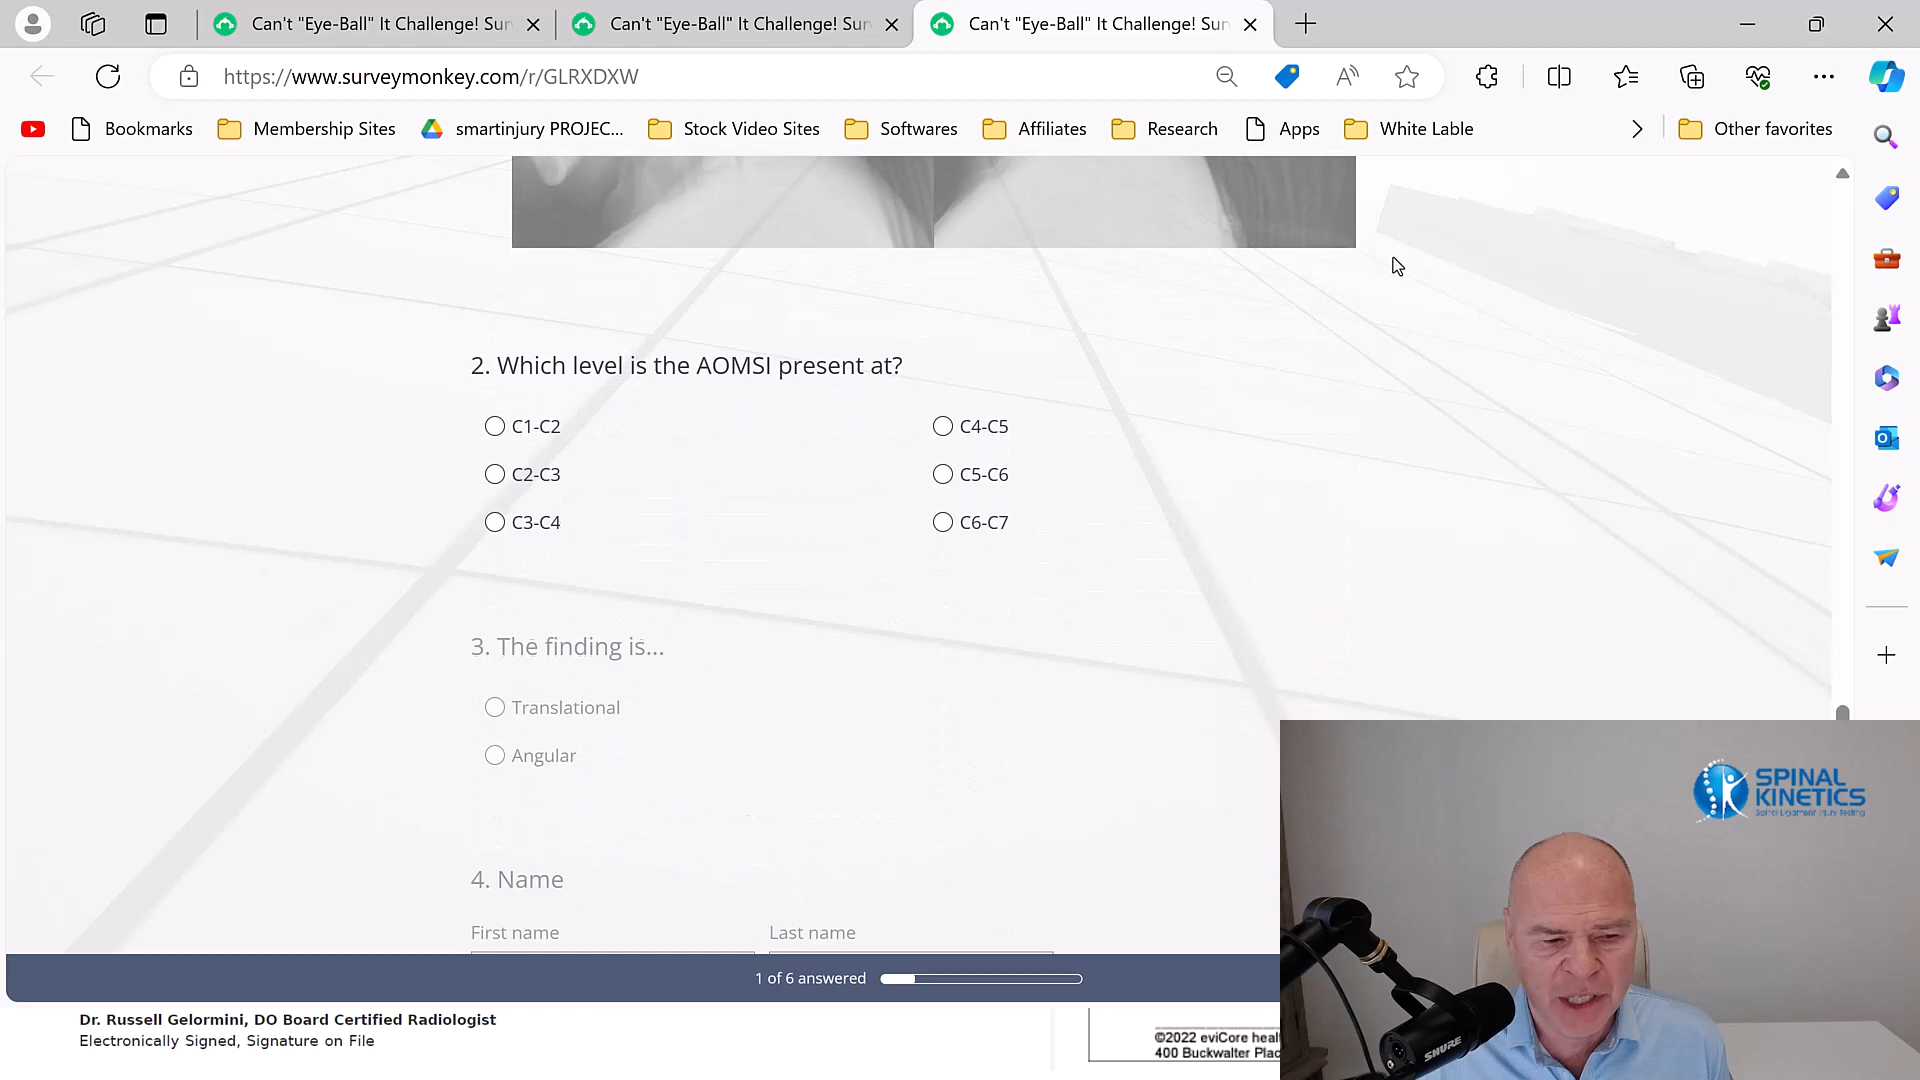 Can't "Eye-Ball" It Challenge! Sur
Can't "Eye-Ball" It Challenge! Sur
Can't "Eye-Ball" It Challenge! Sur
https://www.surveymonkey.com/r/GLRXDXW
Bookmarks
Membership Sites
smartinjury PROJEC...
Stock Video Sites
Softwares
Affiliates
Research
Apps
White Lable
Other favorites
2. Which level is the AOMSI present at?
C1-C2
C4-C5
C2-C3
C5-C6
C3-C4
C6-C7
3. The finding is...
Translational
Angular
4. Name
First name
Last name
1 of 6 answered
Dr. Russell Gelormini, DO Board Certified Radiologist
Electronically Signed, Signature on File
©2022 eviCore heal
400 Buckwalter Plac
SPINAL
KINETICS
Spinal Ligament Injury Testing
SHURE